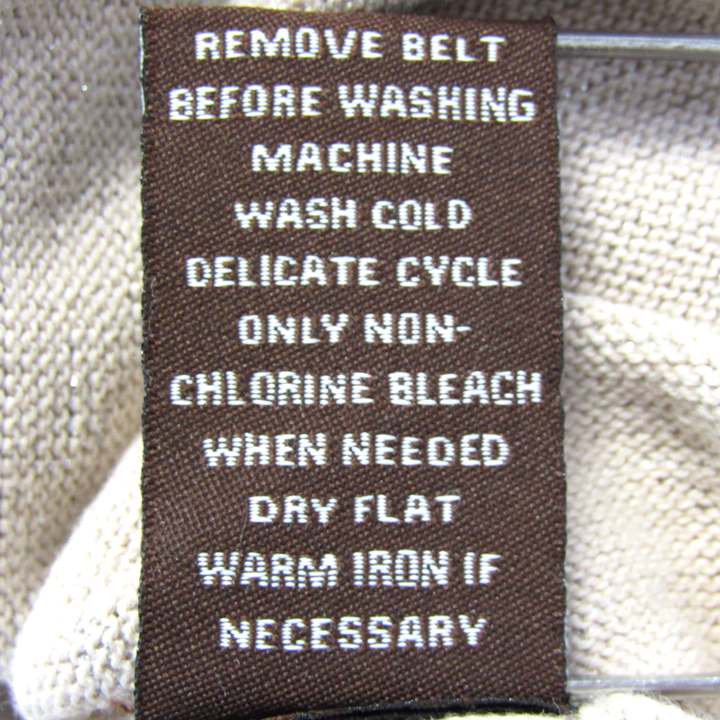 REMOVE BELT
BEFORE WASHING
MACHINE
WASH COLD
DELICATE CYCLE
ONLY NON-
CHLORINE BLEACH
WHEN NEEDED
DRY FLAT
WARM IRON IF
NECESSARY